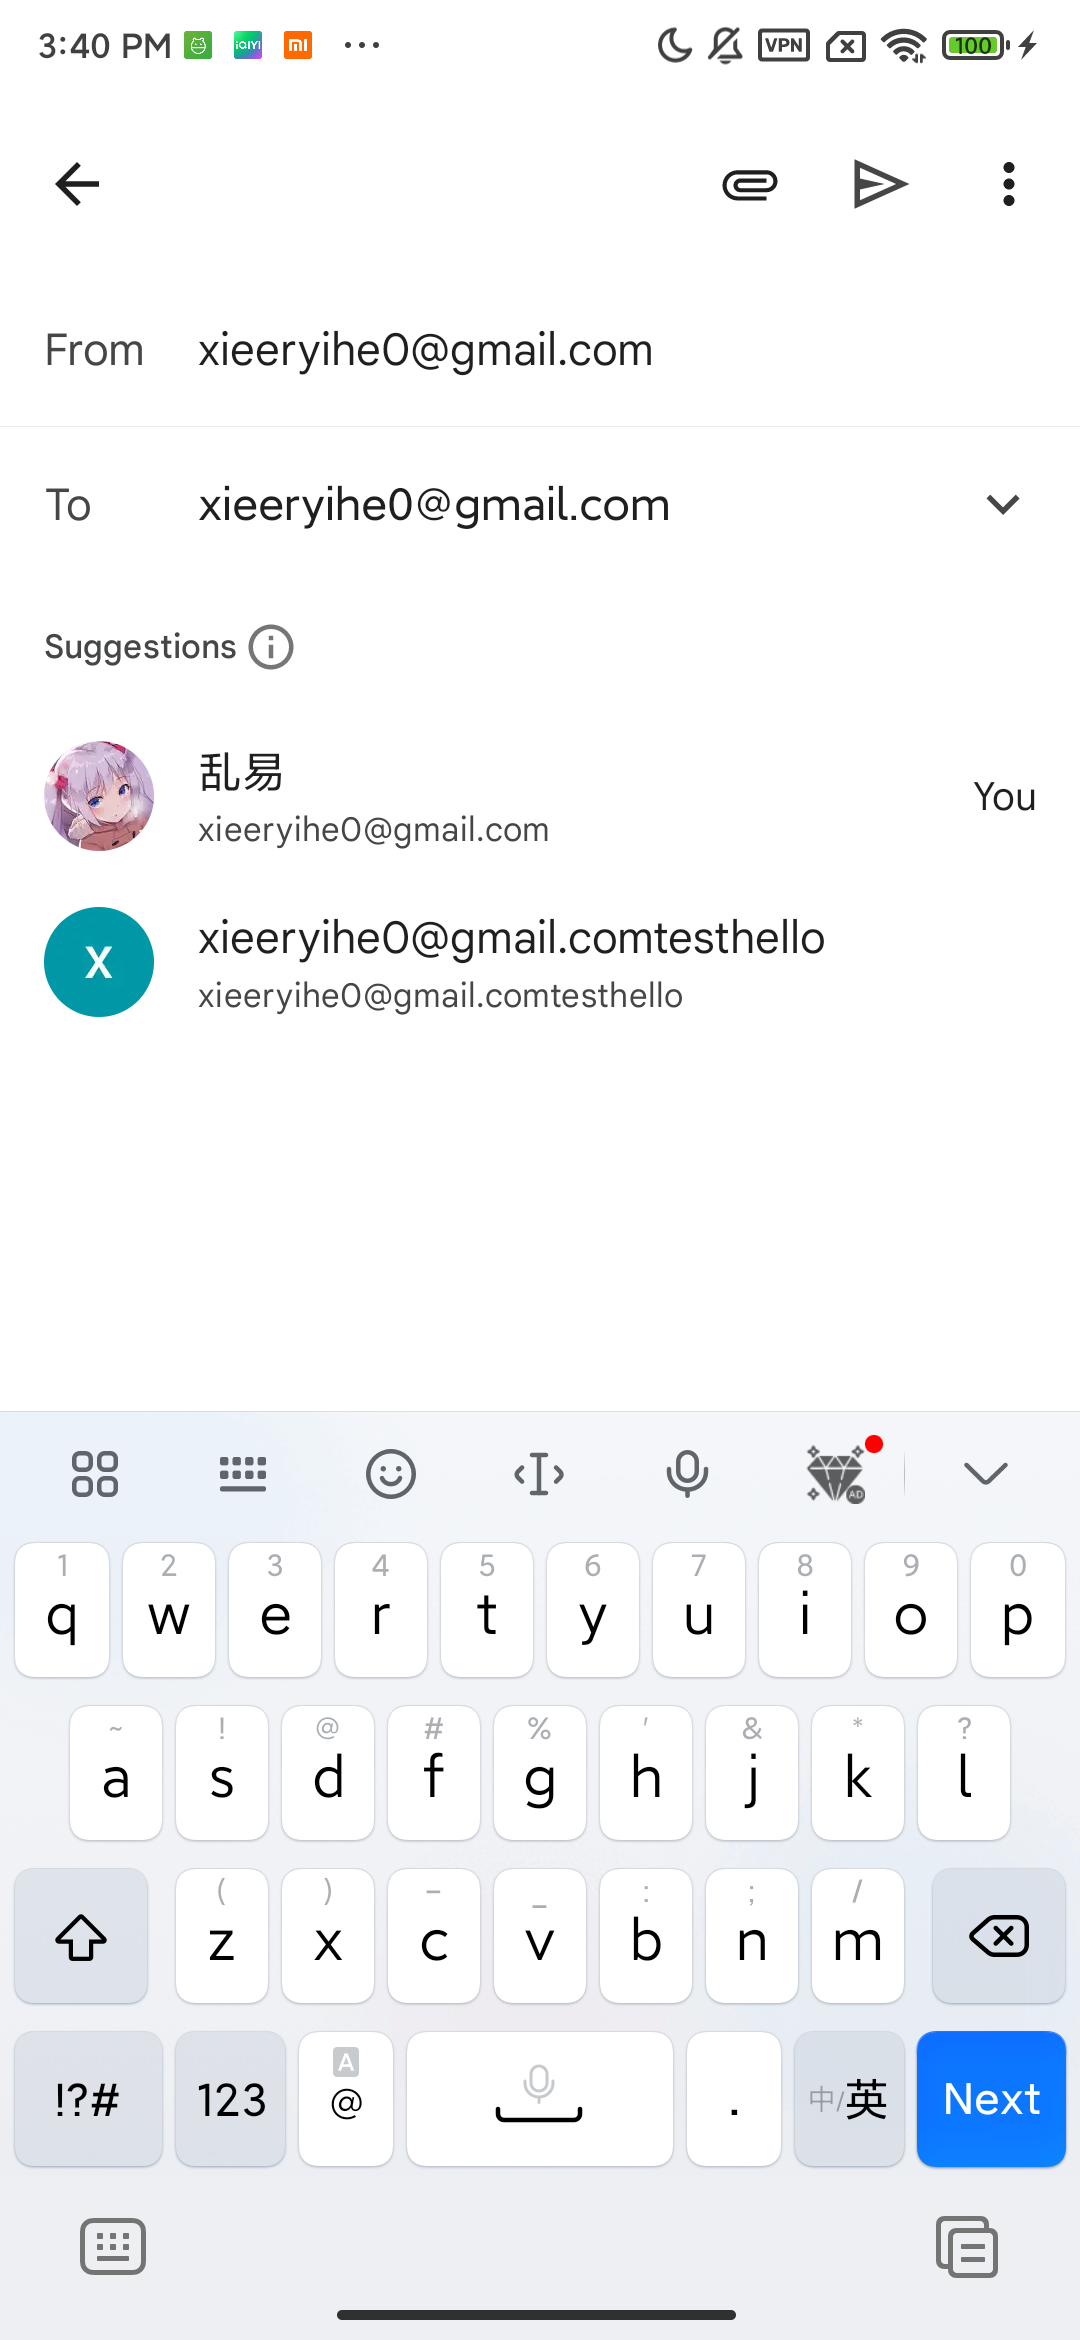 3:40 PM iQIYI mi ... VPN 100
From xieeryihe0@gmail.com
To xieeryihe0@gmail.com
Suggestions
乱易
xieeryihe0@gmail.com
You
X
xieeryihe0@gmail.comtesthello
xieeryihe0@gmail.comtesthello
AD
1 2 3 4 5 6 7 8 9 0
q w e r t y u i o p
~ ! @ # % ' & * ?
a s d f g h j k l
( ) - _ : ; /
z x c v b n m
A
!?# 123 @ . 中/英 Next